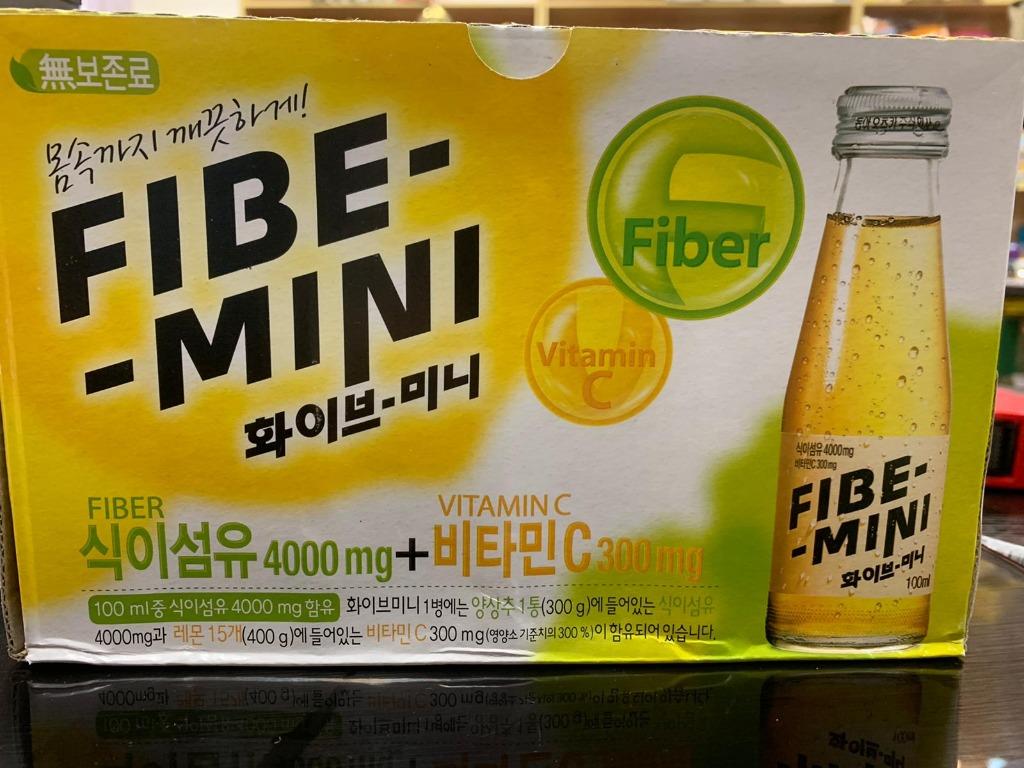 無보존료
몸속까지 깨끗하게!
FIBE-
-MINI
화이브-미니
Fiber
Vitamin
C
FIBER
식이섬유 4000 mg + VITAMIN C
비타민C 300 mg
100 ml중 식이섬유 4000 mg 함유 화이브미니 1병에는 양상추 1통(300 g)에 들어있는 식이섬유
4000mg과 레몬 15개(400 g)에 들어있는 비타민 C 300 mg(영양소 기준치의 300 %)이 함유되어 있습니다.
식이섬유 4000mg
비타민C 300mg
FIBE-
-MINI
화이브-미니
100ml